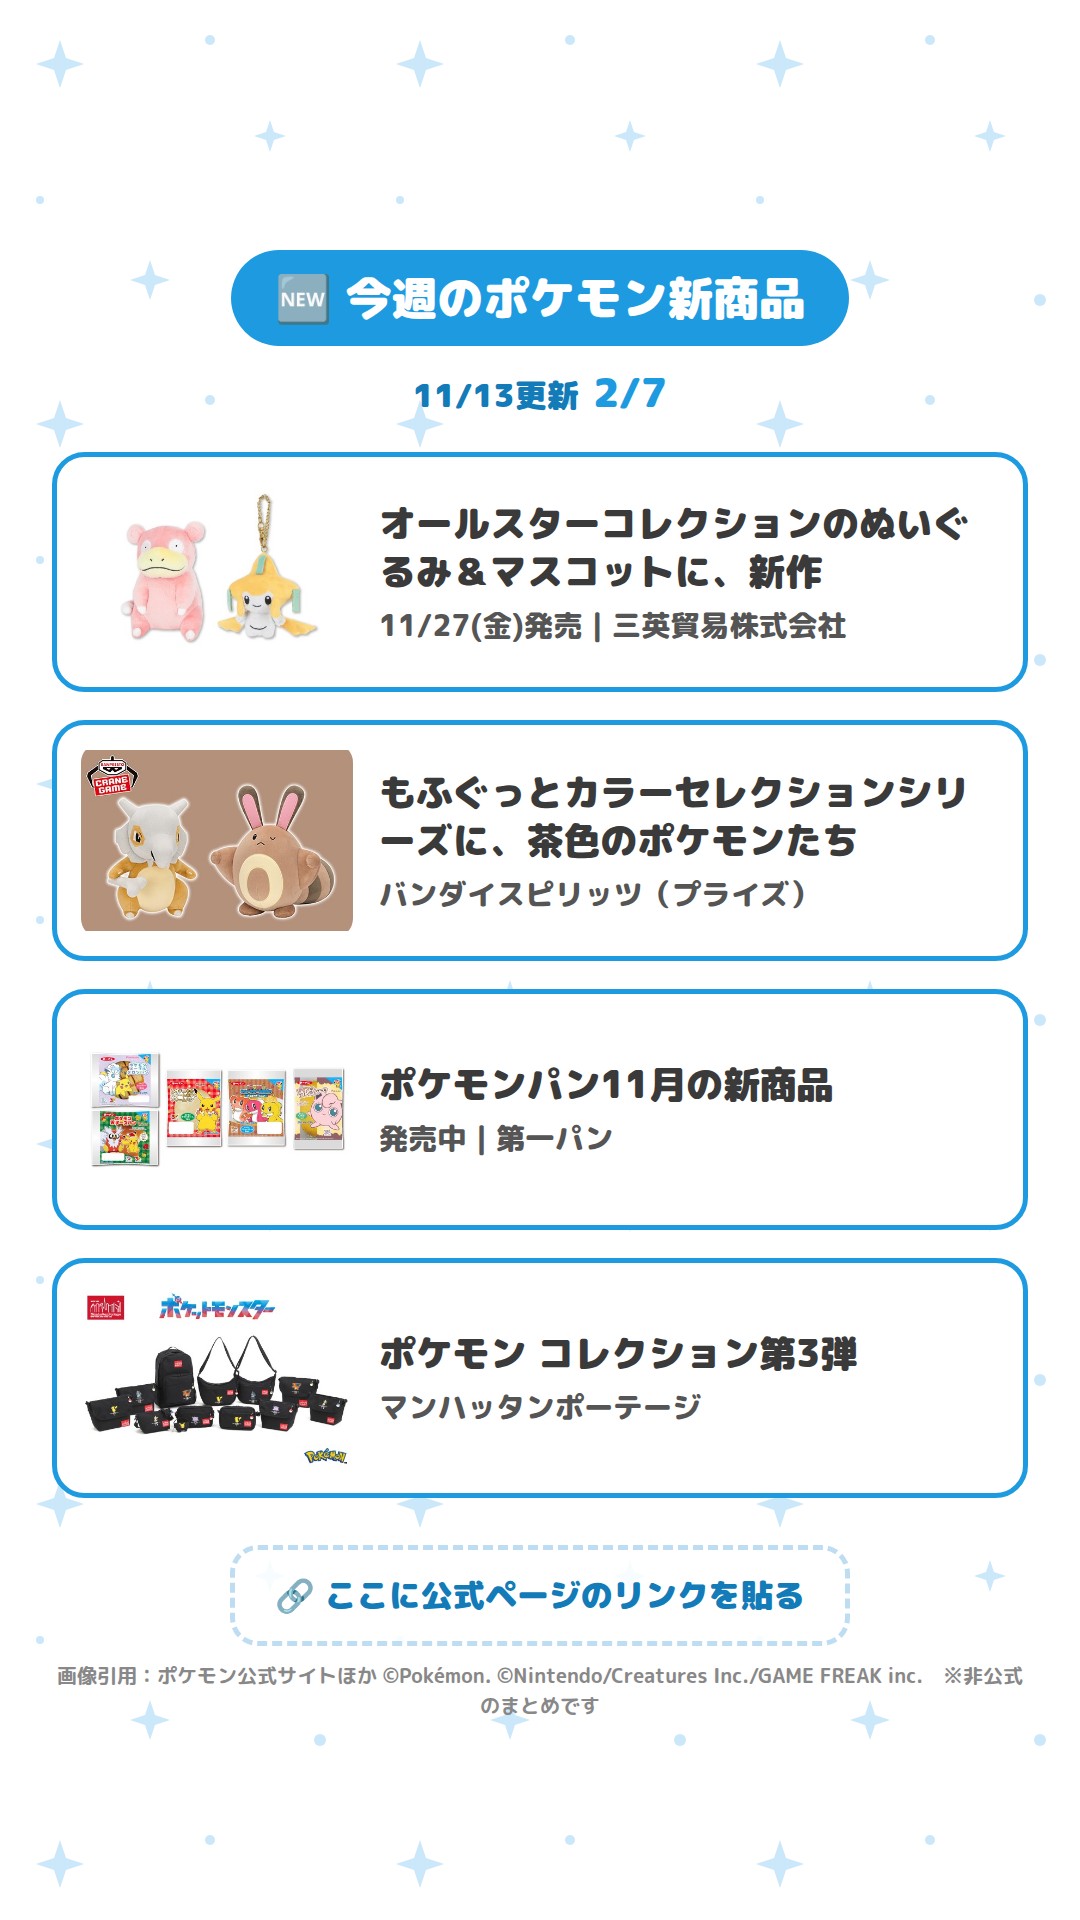 NEW 今週のポケモン新商品
11/13更新 2/7
オールスターコレクションのぬいぐ
るみ&マスコットに、新作
11/27(金)発売 | 三英貿易株式会社
CRANE
GAME
もふぐっとカラーセレクションシリ
ーズに、茶色のポケモンたち
バンダイスピリッツ（プライズ）
ポケモンパン11月の新商品
発売中 | 第一パン
ポケットモンスター
ポケモン コレクション第3弾
マンハッタンポーテージ
Pokémon
🔗 ここに公式ページのリンクを貼る
画像引用：ポケモン公式サイトほか ©Pokémon. ©Nintendo/Creatures Inc./GAME FREAK inc.　※非公式
のまとめです